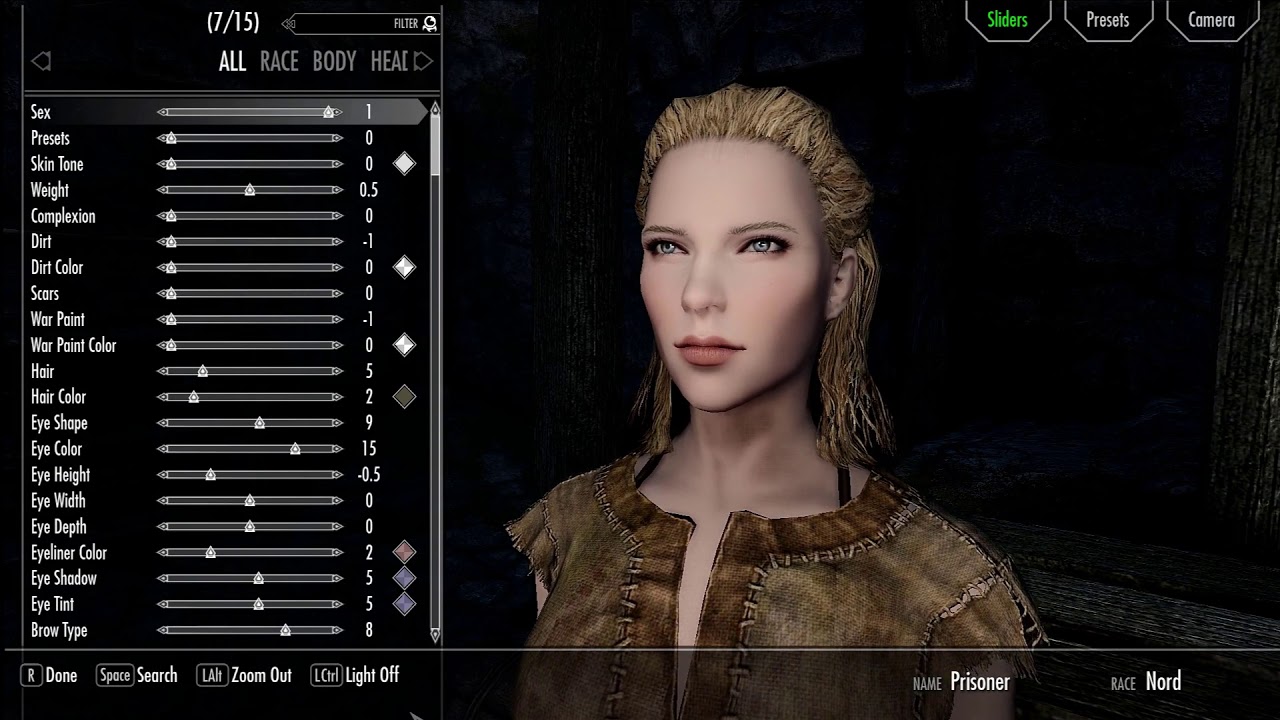 (7/15) FILTER
Sliders Presets Camera
ALL RACE BODY HEAD
Sex 1
Presets 0
Skin Tone 0
Weight 0.5
Complexion 0
Dirt -1
Dirt Color 0
Scars 0
War Paint -1
War Paint Color 0
Hair 5
Hair Color 2
Eye Shape 9
Eye Color 15
Eye Height -0.5
Eye Width 0
Eye Depth 0
Eyeliner Color 2
Eye Shadow 5
Eye Tint 5
Brow Type 8
R Done Space Search LAlt Zoom Out LCtrl Light Off
NAME Prisoner RACE Nord